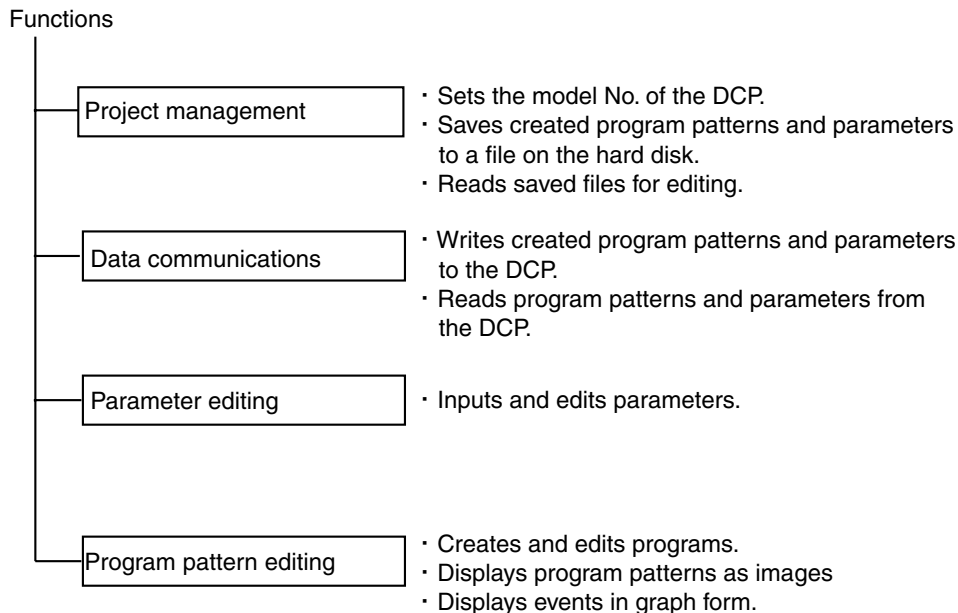 Functions
Project management
· Sets the model No. of the DCP.
· Saves created program patterns and parameters
to a file on the hard disk.
· Reads saved files for editing.
Data communications
· Writes created program patterns and parameters
to the DCP.
· Reads program patterns and parameters from
the DCP.
Parameter editing
· Inputs and edits parameters.
Program pattern editing
· Creates and edits programs.
· Displays program patterns as images
· Displays events in graph form.